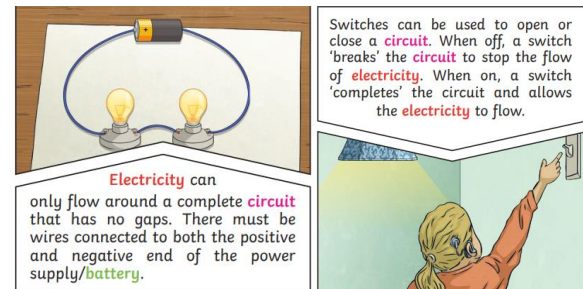 +
Electricity can
only flow around a complete circuit
that has no gaps. There must be
wires connected to both the positive
and negative end of the power
supply/battery.
Switches can be used to open or
close a circuit. When off, a switch
‘breaks’ the circuit to stop the flow
of electricity. When on, a switch
‘completes’ the circuit and allows
the electricity to flow.